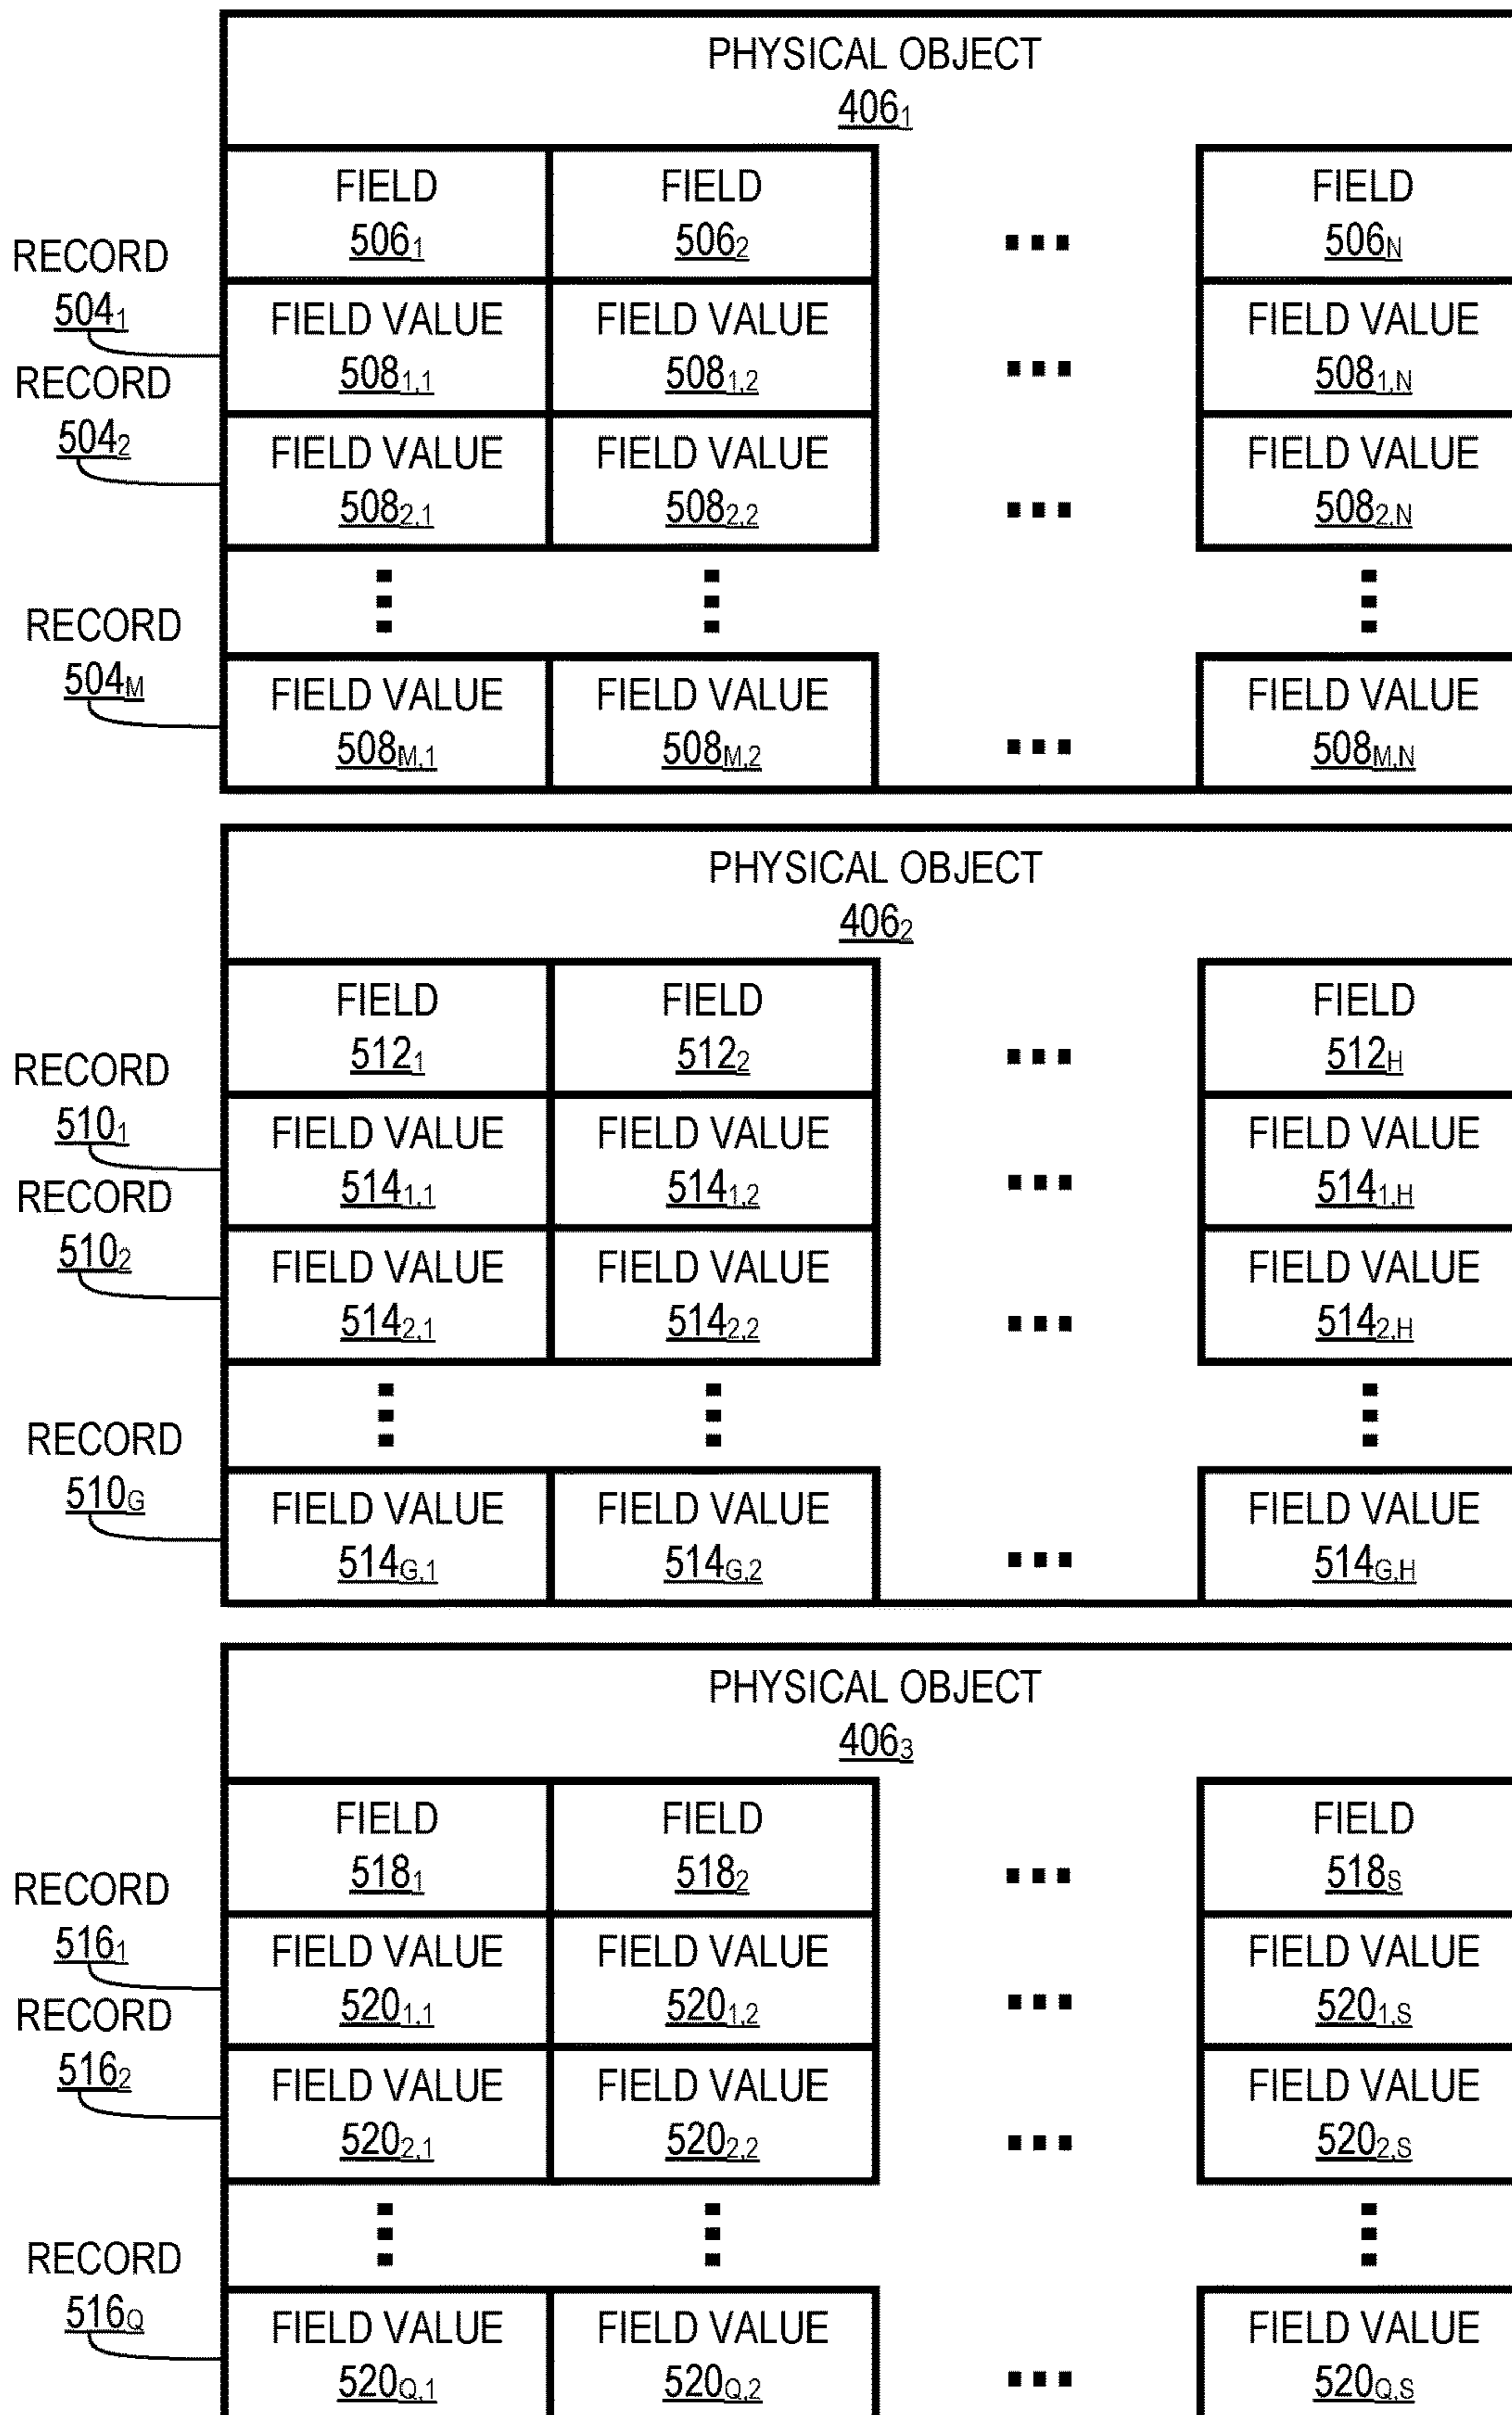 PHYSICAL OBJECT
406₁
FIELD FIELD ... FIELD
506₁ 506₂ 506N
RECORD
504₁
FIELD VALUE FIELD VALUE ... FIELD VALUE
508₁,₁ 508₁,₂ 508₁,N
RECORD
504₂
FIELD VALUE FIELD VALUE ... FIELD VALUE
508₂,₁ 508₂,₂ 508₂,N
RECORD
504M
FIELD VALUE FIELD VALUE ... FIELD VALUE
508M,₁ 508M,₂ 508M,N
PHYSICAL OBJECT
406₂
FIELD FIELD ... FIELD
512₁ 512₂ 512H
RECORD
510₁
FIELD VALUE FIELD VALUE ... FIELD VALUE
514₁,₁ 514₁,₂ 514₁,H
RECORD
510₂
FIELD VALUE FIELD VALUE ... FIELD VALUE
514₂,₁ 514₂,₂ 514₂,H
RECORD
510G
FIELD VALUE FIELD VALUE ... FIELD VALUE
514G,₁ 514G,₂ 514G,H
PHYSICAL OBJECT
406₃
FIELD FIELD ... FIELD
518₁ 518₂ 518S
RECORD
516₁
FIELD VALUE FIELD VALUE ... FIELD VALUE
520₁,₁ 520₁,₂ 520₁,S
RECORD
516₂
FIELD VALUE FIELD VALUE ... FIELD VALUE
520₂,₁ 520₂,₂ 520₂,S
RECORD
516Q
FIELD VALUE FIELD VALUE ... FIELD VALUE
520Q,₁ 520Q,₂ 520Q,S